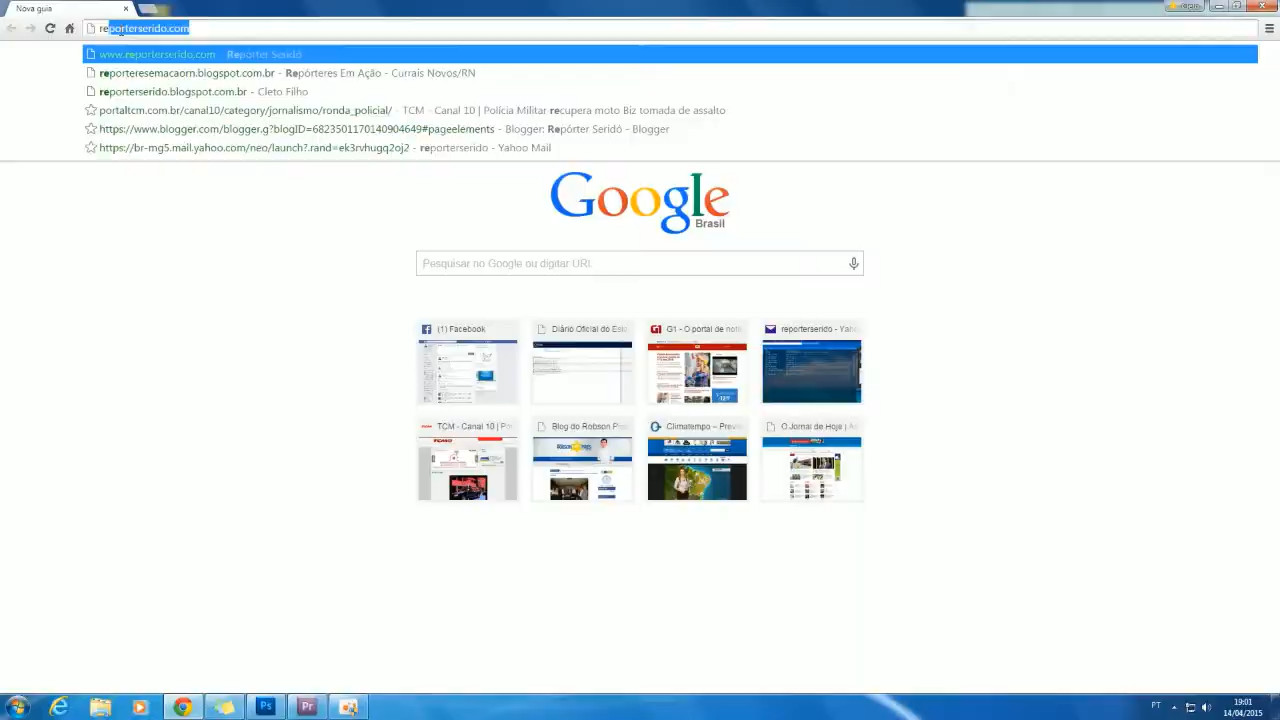 Nova guia
reporterserido.com
www.reporterserido.com Repórter Seridó
reporteresemacaorn.blogspot.com.br - Repórteres Em Ação - Currais Novos/RN
reporterserido.blogspot.com.br - Cleto Filho
portaltcm.com.br/canal10/category/jornalismo/ronda_policial/ - TCM - Canal 10 | Polícia Militar recupera moto Biz tomada de assalto
https://www.blogger.com/blogger.g?blogID=6823501170140904649#pageelements - Blogger: Repórter Seridó - Blogger
https://br-mg5.mail.yahoo.com/neo/launch?.rand=ek3rvhugq2oj2 - reporterserido - Yahoo Mail
Google
Brasil
Pesquisar no Google ou digitar URL
(1) Facebook
Diário Oficial do Esta
G1 - O portal de notí
reporterserido - Yaho
TCM - Canal 10 | Po
Blog do Robson Pi
Climatempo – Previs
O Jornal de Hoje |
Ps
Pr
PT
19:01
14/04/2015